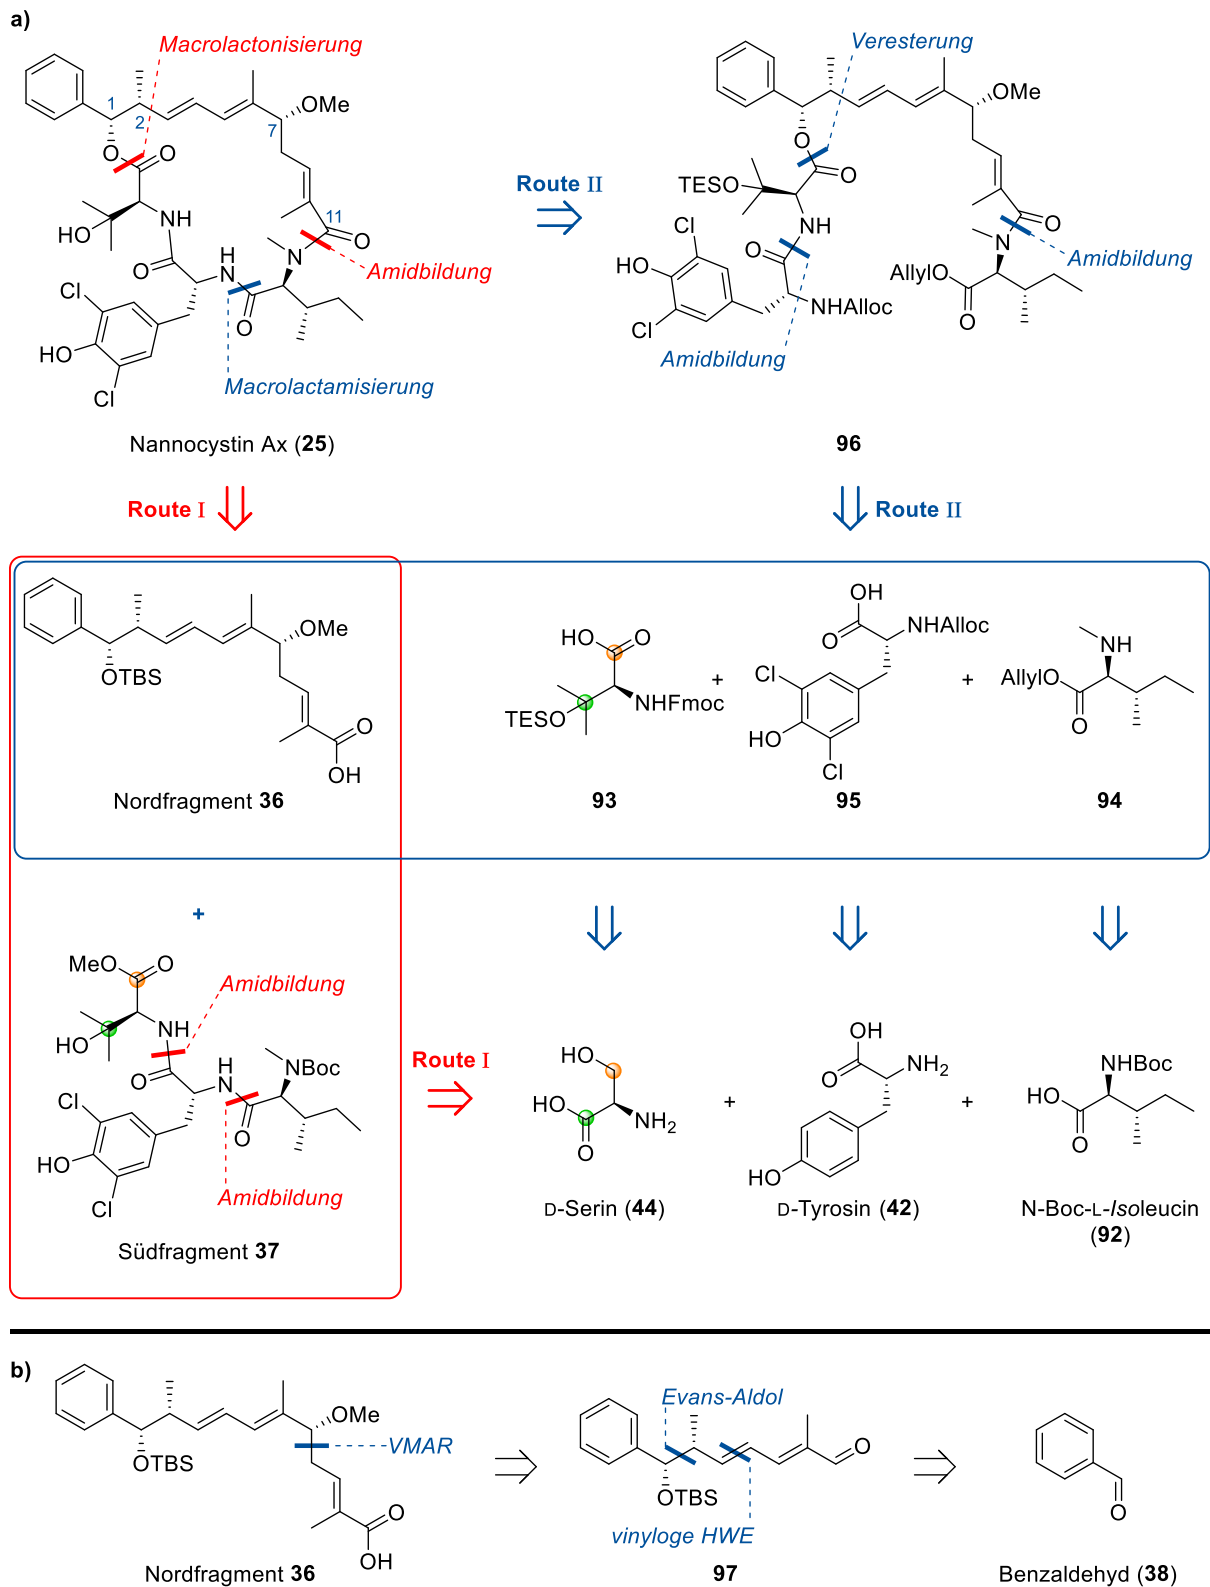 a)
Macrolactonisierung
1
2
7
OMe
O
O
HO
NH
11
O
N
O
H
N
O
Amidbildung
Cl
HO
Cl
Macrolactamisierung
Nannocystin Ax (25)
Route II
Veresterung
OMe
O
O
TESO
NH
O
Cl
HO
Cl
NHAlloc
O
N
AllylO
O
Amidbildung
Amidbildung
96
Route I
Route II
OMe
OTBS
O
OH
Nordfragment 36
HO
O
TESO
NHFmoc
93
+
OH
O
NHAlloc
Cl
HO
Cl
95
+
NH
AllylO
O
94
+
MeO
O
HO
NH
O
H
N
NBoc
O
Cl
HO
Cl
Amidbildung
Amidbildung
Südfragment 37
Route I
HO
HO
O
NH2
D-Serin (44)
+
OH
O
NH2
HO
D-Tyrosin (42)
+
NHBoc
HO
O
N-Boc-L-Isoleucin
(92)
b)
OMe
OTBS
VMAR
O
OH
Nordfragment 36
Evans-Aldol
O
OTBS
vinyloge HWE
97
O
Benzaldehyd (38)